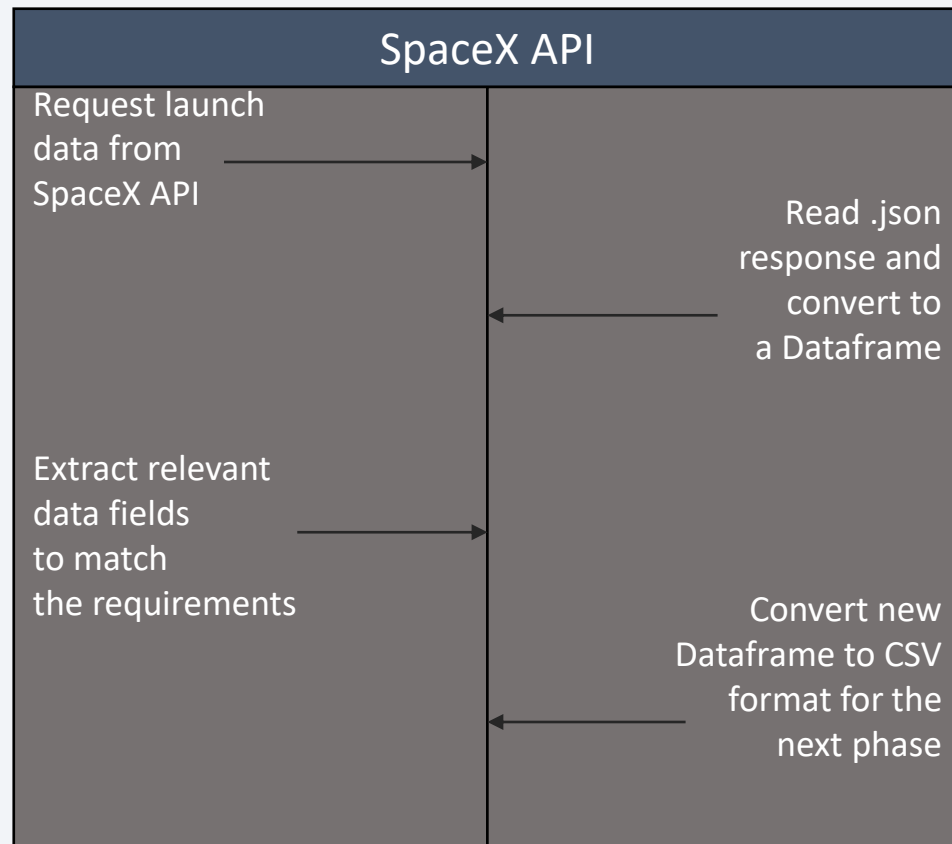 SpaceX API
Request launch
data from
SpaceX API
Read .json
response and
convert to
a Dataframe
Extract relevant
data fields
to match
the requirements
Convert new
Dataframe to CSV
format for the
next phase